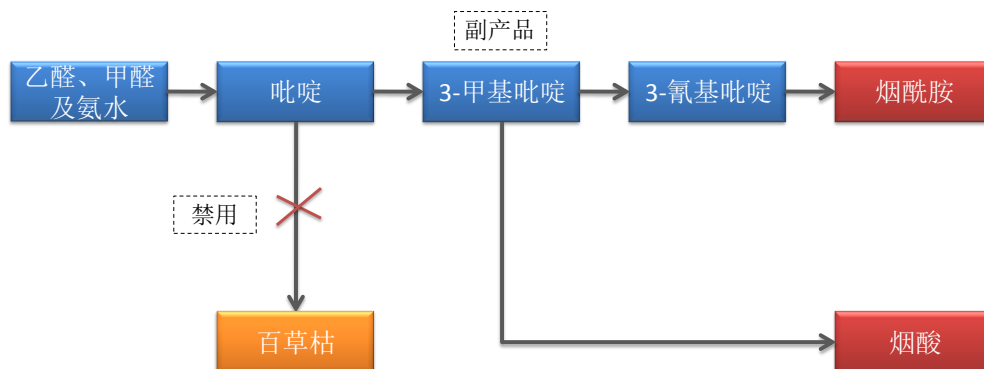 副产品
乙醛、甲醛
及氨水
吡啶
3-甲基吡啶
3-氰基吡啶
烟酰胺
禁用
百草枯
烟酸